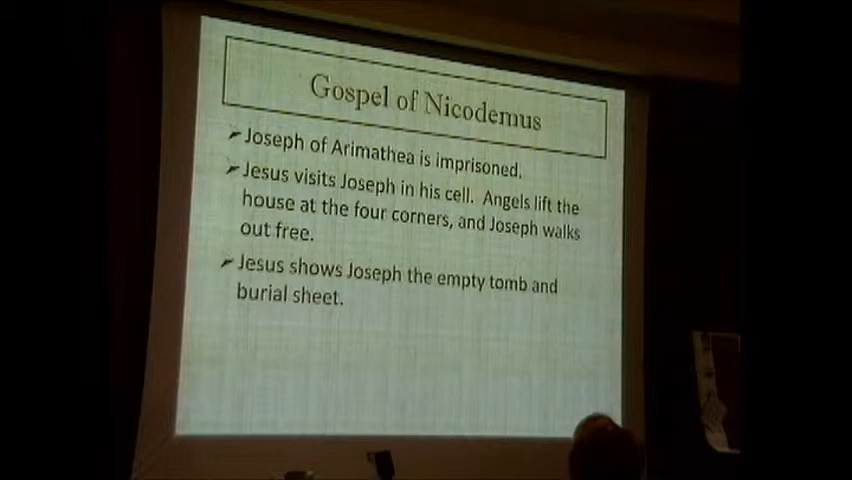 Gospel of Nicodemus
Joseph of Arimathea is imprisoned.
Jesus visits Joseph in his cell. Angels lift the
house at the four corners, and Joseph walks
out free.
Jesus shows Joseph the empty tomb and
burial sheet.